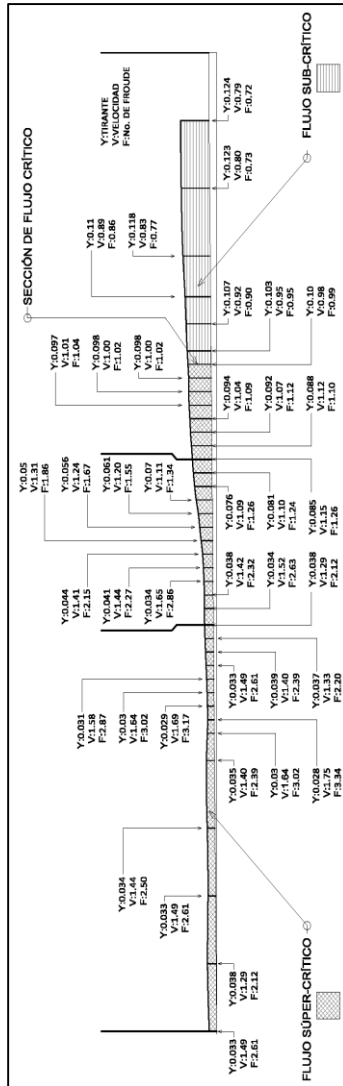 SECCIÓN DE FLUJO CRÍTICO
Y:TIRANTE
V:VELOCIDAD
F:No. DE FROUDE
Y:0.05
V:1.31
F:1.86
Y:0.056
V:1.24
F:1.67
Y:0.061
V:1.20
F:1.55
Y:0.07
V:1.11
F:1.34
Y:0.097
V:1.01
F:1.04
Y:0.098
V:1.00
F:1.02
Y:0.098
V:1.00
F:1.02
Y:0.11
V:0.89
F:0.86
Y:0.118
V:0.83
F:0.77
Y:0.044
V:1.41
F:2.15
Y:0.041
V:1.44
F:2.27
Y:0.034
V:1.65
F:2.86
Y:0.031
V:1.58
F:2.87
Y:0.03
V:1.64
F:3.02
Y:0.029
V:1.69
F:3.17
Y:0.034
V:1.44
F:2.50
Y:0.033
V:1.49
F:2.61
Y:0.033
V:1.49
F:2.61
Y:0.038
V:1.29
F:2.12
Y:0.035
V:1.40
F:2.39
Y:0.03
V:1.64
F:3.02
Y:0.028
V:1.75
F:3.34
Y:0.033
V:1.49
F:2.61
Y:0.039
V:1.40
F:2.39
Y:0.037
V:1.33
F:2.20
Y:0.038
V:1.42
F:2.32
Y:0.034
V:1.52
F:2.63
Y:0.038
V:1.29
F:2.12
Y:0.076
V:1.09
F:1.26
Y:0.081
V:1.10
F:1.24
Y:0.085
V:1.15
F:1.26
Y:0.094
V:1.04
F:1.09
Y:0.092
V:1.07
F:1.12
Y:0.088
V:1.12
F:1.10
Y:0.107
V:0.92
F:0.90
Y:0.103
V:0.95
F:0.95
Y:0.10
V:0.98
F:0.99
Y:0.123
V:0.80
F:0.73
Y:0.124
V:0.79
F:0.72
FLUJO SÚPER-CRÍTICO
FLUJO SUB-CRÍTICO